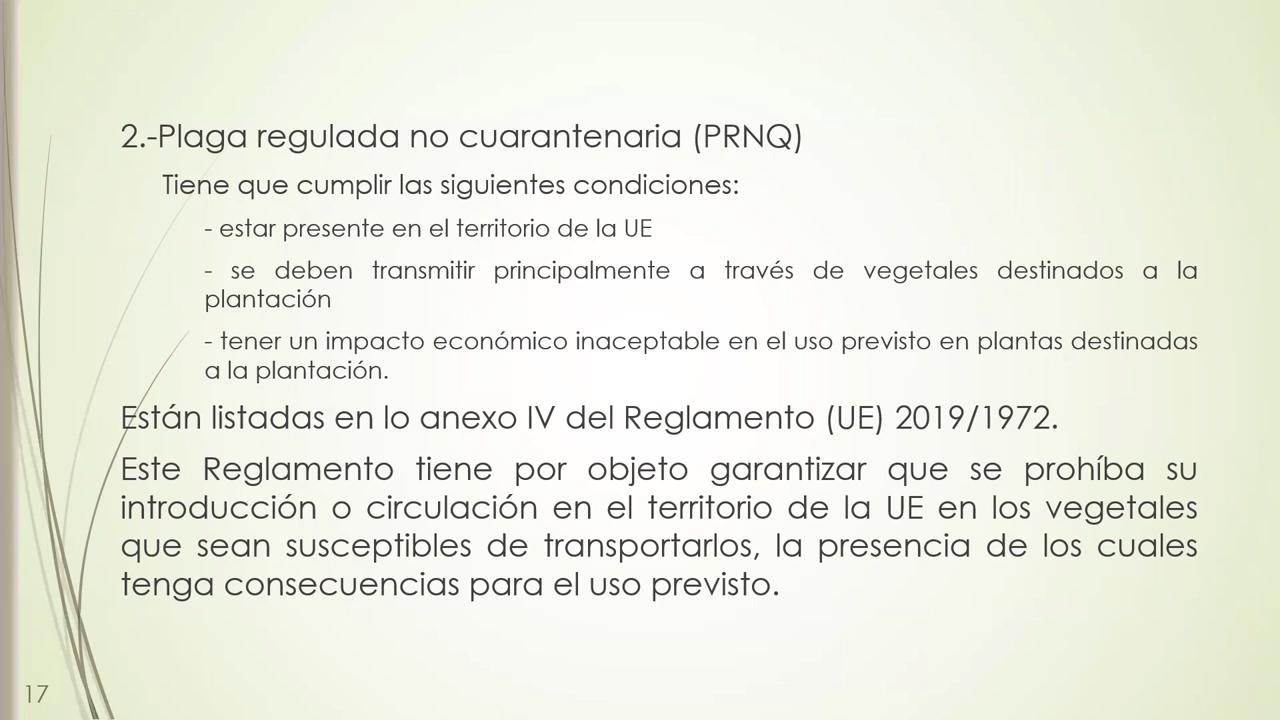 2.-Plaga regulada no cuarantenaria (PRNQ)
Tiene que cumplir las siguientes condiciones:
- estar presente en el territorio de la UE
- se deben transmitir principalmente a través de vegetales destinados a la
plantación
- tener un impacto económico inaceptable en el uso previsto en plantas destinadas
a la plantación.
Están listadas en lo anexo IV del Reglamento (UE) 2019/1972.
Este Reglamento tiene por objeto garantizar que se prohíba su
introducción o circulación en el territorio de la UE en los vegetales
que sean susceptibles de transportarlos, la presencia de los cuales
tenga consecuencias para el uso previsto.
17